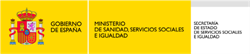 GOBIERNO
DE ESPAÑA
MINISTERIO
DE SANIDAD, SERVICIOS SOCIALES
E IGUALDAD
SECRETARÍA
DE ESTADO
DE SERVICIOS SOCIALES
E IGUALDAD